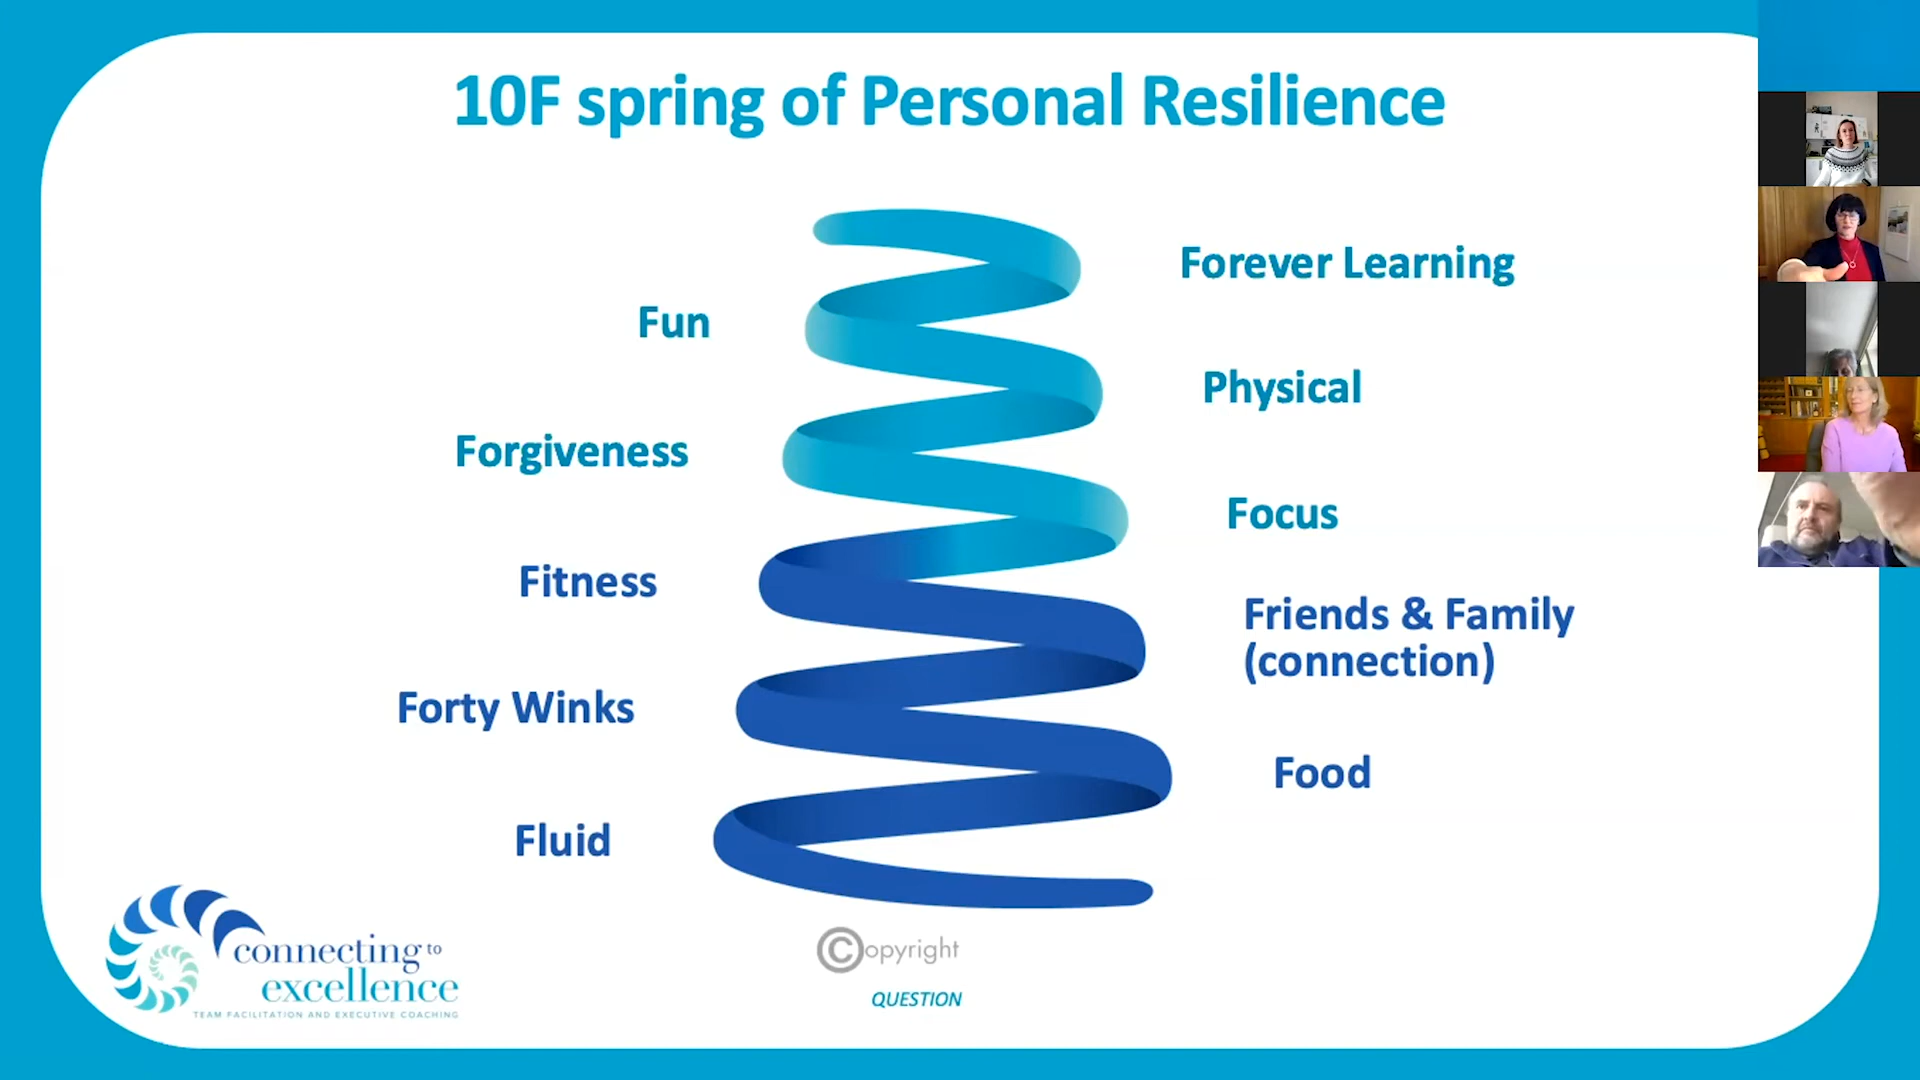 10F spring of Personal Resilience
Forever Learning
Fun
Physical
Forgiveness
Focus
Fitness
Friends & Family
(connection)
Forty Winks
Food
Fluid
connecting to
excellence
TEAM FACILITATION AND EXECUTIVE COACHING
©opyright
QUESTION